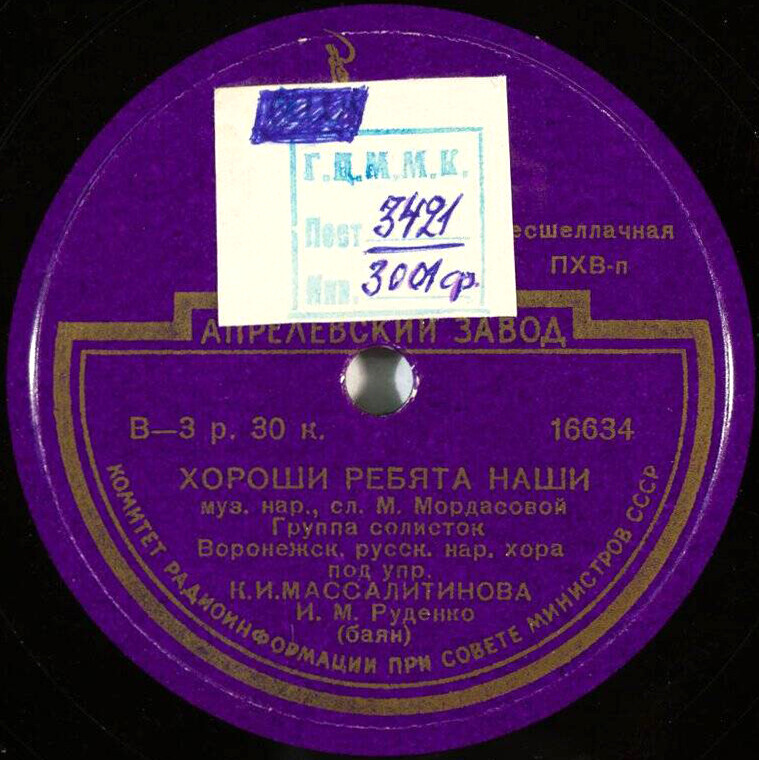 Г.Ц.М.М.К.
Пост 3421
Инв. 3001 ф.
есшеллачная
ПХВ-п
АПРЕЛЕВСКИЙ ЗАВОД
В—3 р. 30 к. 16634
ХОРОШИ РЕБЯТА НАШИ
муз. нар., сл. М. Мордасовой
Группа солисток
Воронежск. русск. нар. хора
под упр.
К.И.МАССАЛИТИНОВА
И. М. Руденко
(баян)
КОМИТЕТ РАДИОИНФОРМАЦИИ ПРИ СОВЕТЕ МИНИСТРОВ СССР